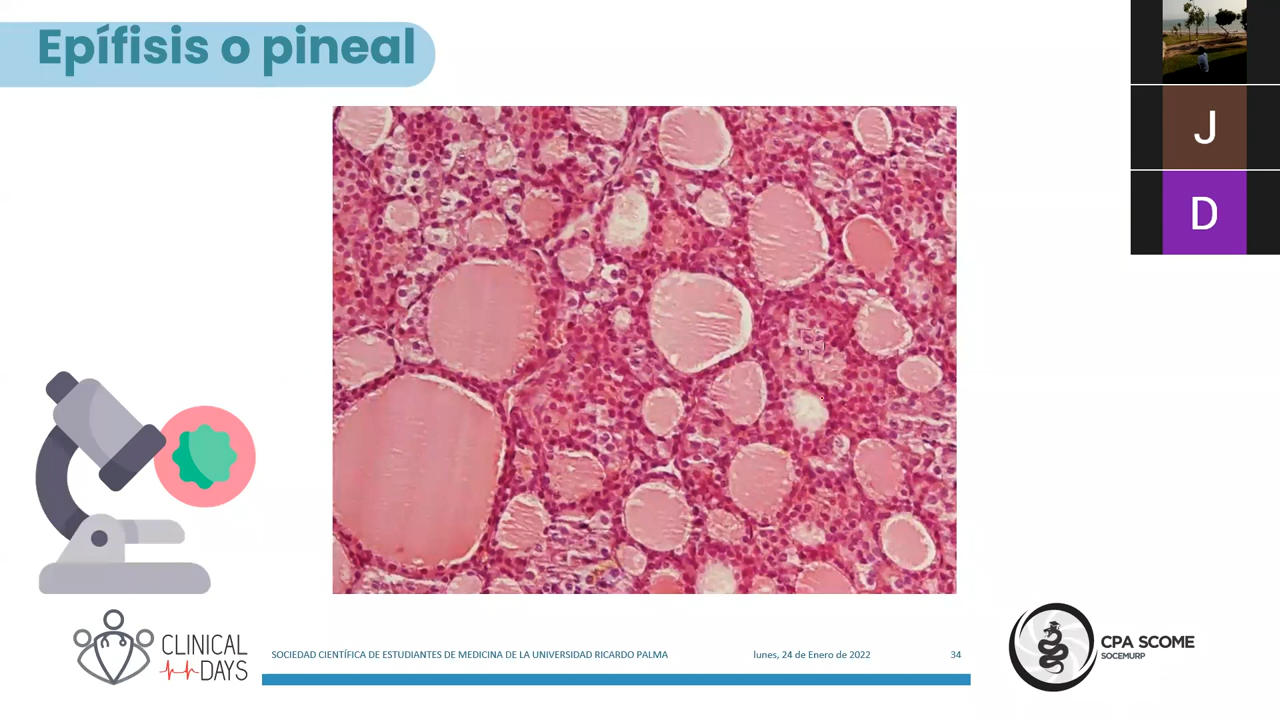 Epífisis o pineal
J
D
CLINICAL
DAYS
SOCIEDAD CIENTÍFICA DE ESTUDIANTES DE MEDICINA DE LA UNIVERSIDAD RICARDO PALMA
lunes, 24 de Enero de 2022
34
CPA SCOME
SOCEMURP